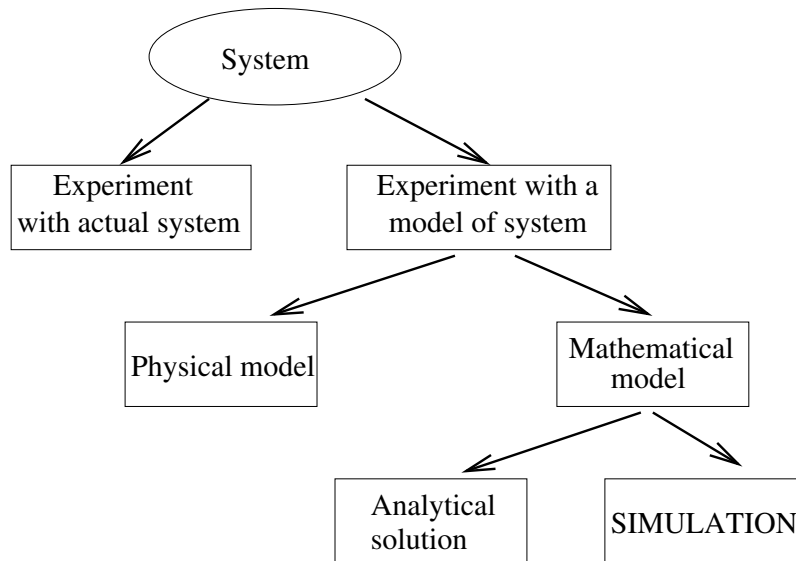 System
Experiment
with actual system
Experiment with a
model of system
Physical model
Mathematical
model
Analytical
solution
SIMULATION